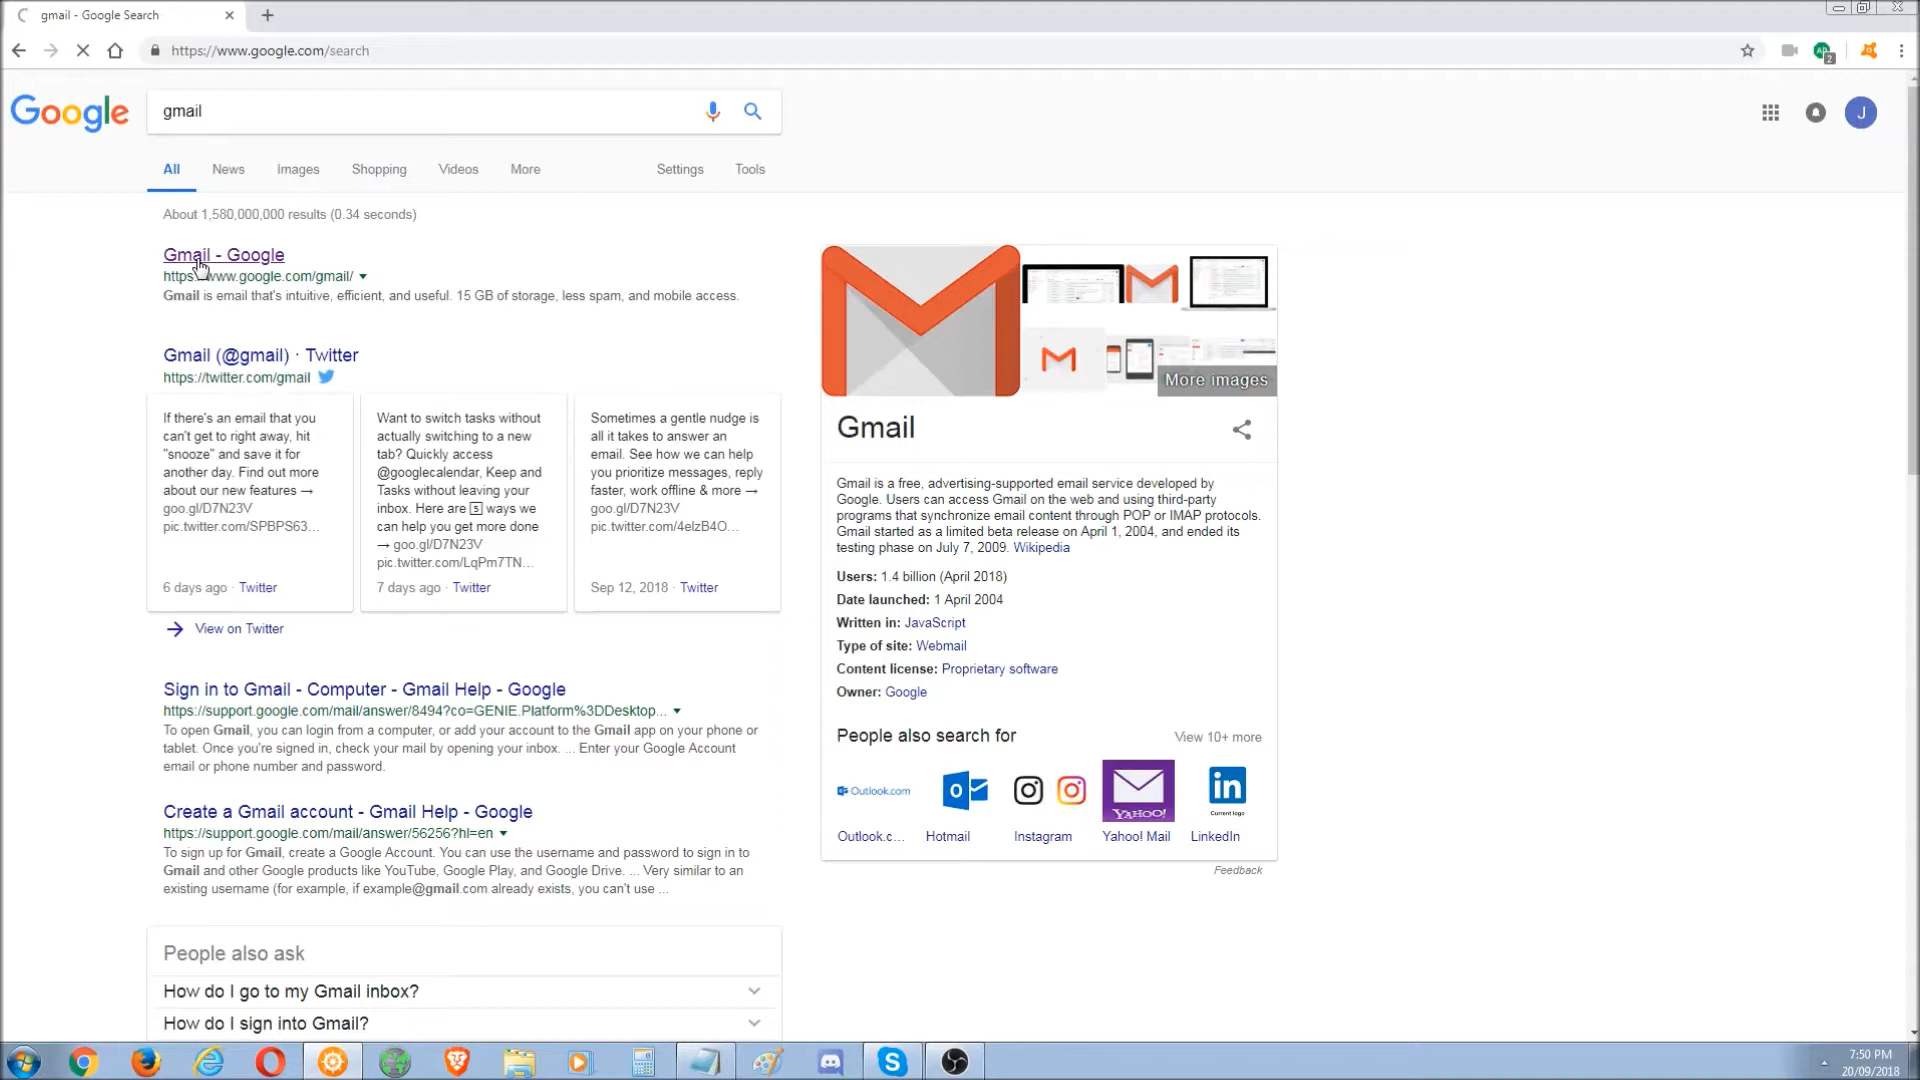 gmail - Google Search
https://www.google.com/search
2
Google
gmail
J
All
News
Images
Shopping
Videos
More
Settings
Tools
About 1,580,000,000 results (0.34 seconds)
Gmail - Google
https://www.google.com/gmail/
Gmail is email that's intuitive, efficient, and useful. 15 GB of storage, less spam, and mobile access.
Gmail (@gmail) · Twitter
https://twitter.com/gmail
If there's an email that you
can't get to right away, hit
"snooze" and save it for
another day. Find out more
about our new features →
goo.gl/D7N23V
pic.twitter.com/SPBPS63...
6 days ago · Twitter
Want to switch tasks without
actually switching to a new
tab? Quickly access
@googlecalendar, Keep and
Tasks without leaving your
inbox. Here are 5 ways we
can help you get more done
→ goo.gl/D7N23V
pic.twitter.com/LqPm7TN...
7 days ago · Twitter
Sometimes a gentle nudge is
all it takes to answer an
email. See how we can help
you prioritize messages, reply
faster, work offline & more →
goo.gl/D7N23V
pic.twitter.com/4elzB4O...
Sep 12, 2018 · Twitter
→ View on Twitter
Sign in to Gmail - Computer - Gmail Help - Google
https://support.google.com/mail/answer/8494?co=GENIE.Platform%3DDesktop...
To open Gmail, you can login from a computer, or add your account to the Gmail app on your phone or
tablet. Once you're signed in, check your mail by opening your inbox. ... Enter your Google Account
email or phone number and password.
Create a Gmail account - Gmail Help - Google
https://support.google.com/mail/answer/56256?hl=en
To sign up for Gmail, create a Google Account. You can use the username and password to sign in to
Gmail and other Google products like YouTube, Google Play, and Google Drive. ... Very similar to an
existing username (for example, if example@gmail.com already exists, you can't use ...
People also ask
How do I go to my Gmail inbox?
How do I sign into Gmail?
More images
Gmail
Gmail is a free, advertising-supported email service developed by
Google. Users can access Gmail on the web and using third-party
programs that synchronize email content through POP or IMAP protocols.
Gmail started as a limited beta release on April 1, 2004, and ended its
testing phase on July 7, 2009. Wikipedia
Users: 1.4 billion (April 2018)
Date launched: 1 April 2004
Written in: JavaScript
Type of site: Webmail
Content license: Proprietary software
Owner: Google
People also search for
View 10+ more
Outlook.com
YAHOO!
in
Current logo
Outlook.c...
Hotmail
Instagram
Yahoo! Mail
LinkedIn
Feedback
7:50 PM
20/09/2018